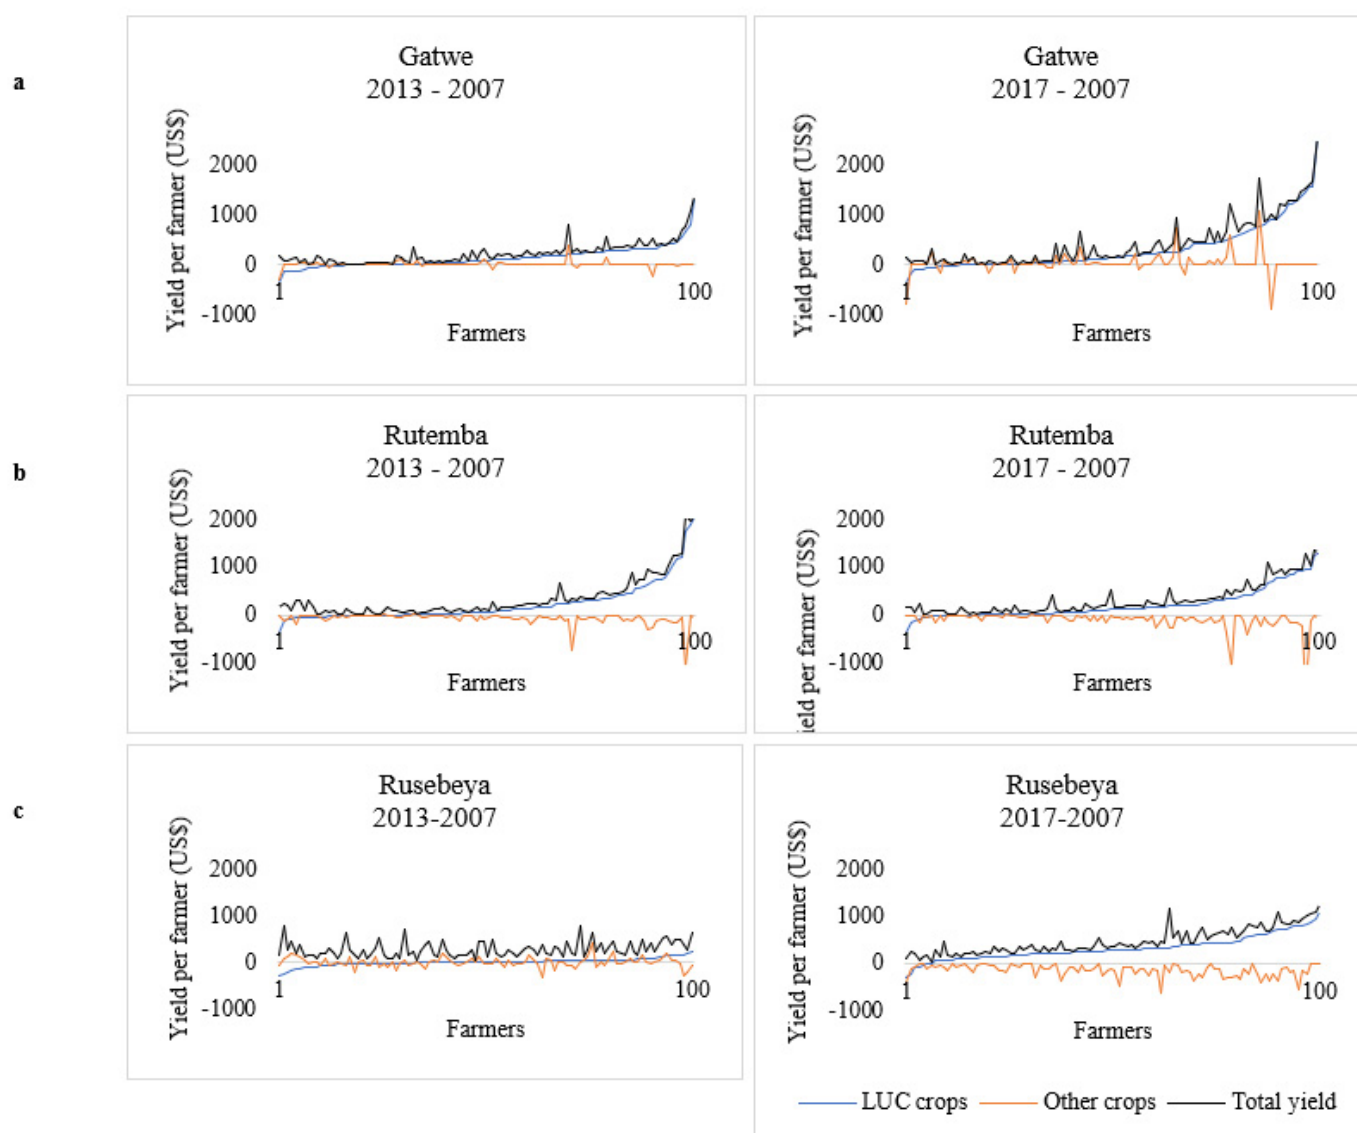 a
Gatwe
2013 - 2007
Yield per farmer (US$)
2000
1000
0
-1000
1
100
Farmers
Gatwe
2017 - 2007
Yield per farmer (US$)
2000
1000
0
-1000
1
100
Farmers
b
Rutemba
2013 - 2007
Yield per farmer (US$)
2000
1000
0
-1000
1
100
Farmers
Rutemba
2017 - 2007
ield per farmer (US$)
2000
1000
0
-1000
1
100
Farmers
c
Rusebeya
2013-2007
Yield per farmer (US$)
2000
1000
0
-1000
1
100
Farmers
Rusebeya
2017-2007
Yield per farmer (US$)
2000
1000
0
-1000
1
100
Farmers
LUC crops Other crops Total yield